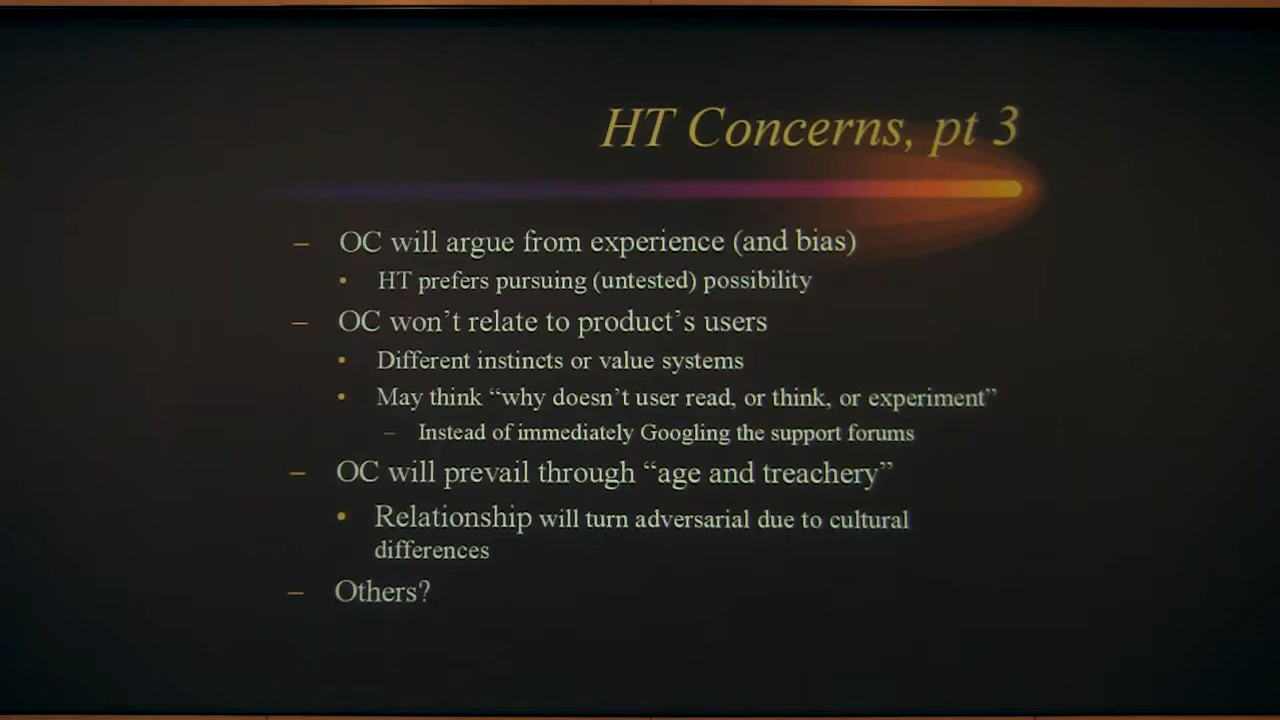 HT Concerns, pt 3
– OC will argue from experience (and bias)
• HT prefers pursuing (untested) possibility
– OC won’t relate to product’s users
• Different instincts or value systems
• May think “why doesn’t user read, or think, or experiment”
– Instead of immediately Googling the support forums
– OC will prevail through “age and treachery”
• Relationship will turn adversarial due to cultural
differences
– Others?